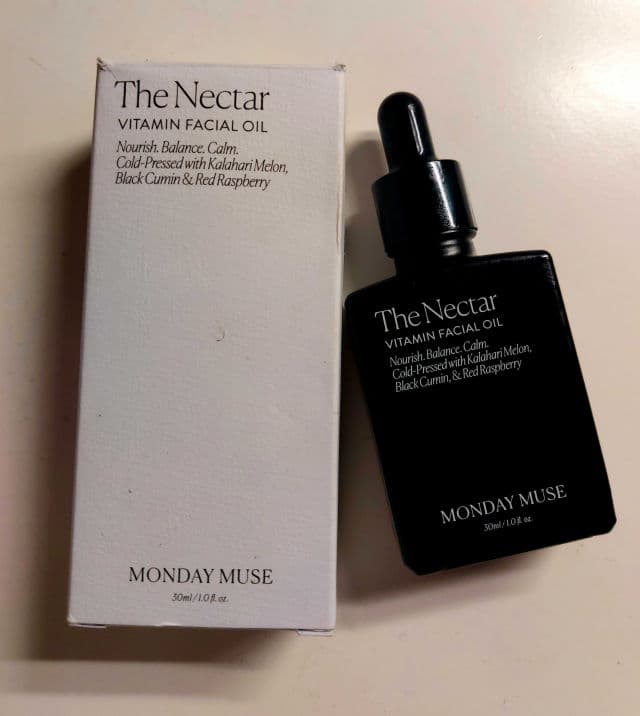 The Nectar
VITAMIN FACIAL OIL
Nourish. Balance. Calm.
Cold-Pressed with Kalahari Melon,
Black Cumin & Red Raspberry
MONDAY MUSE
30ml / 1.0 fl. oz.
The Nectar
VITAMIN FACIAL OIL
Nourish. Balance. Calm.
Cold-Pressed with Kalahari Melon,
Black Cumin, & Red Raspberry
MONDAY MUSE
30ml / 1.0 fl. oz.